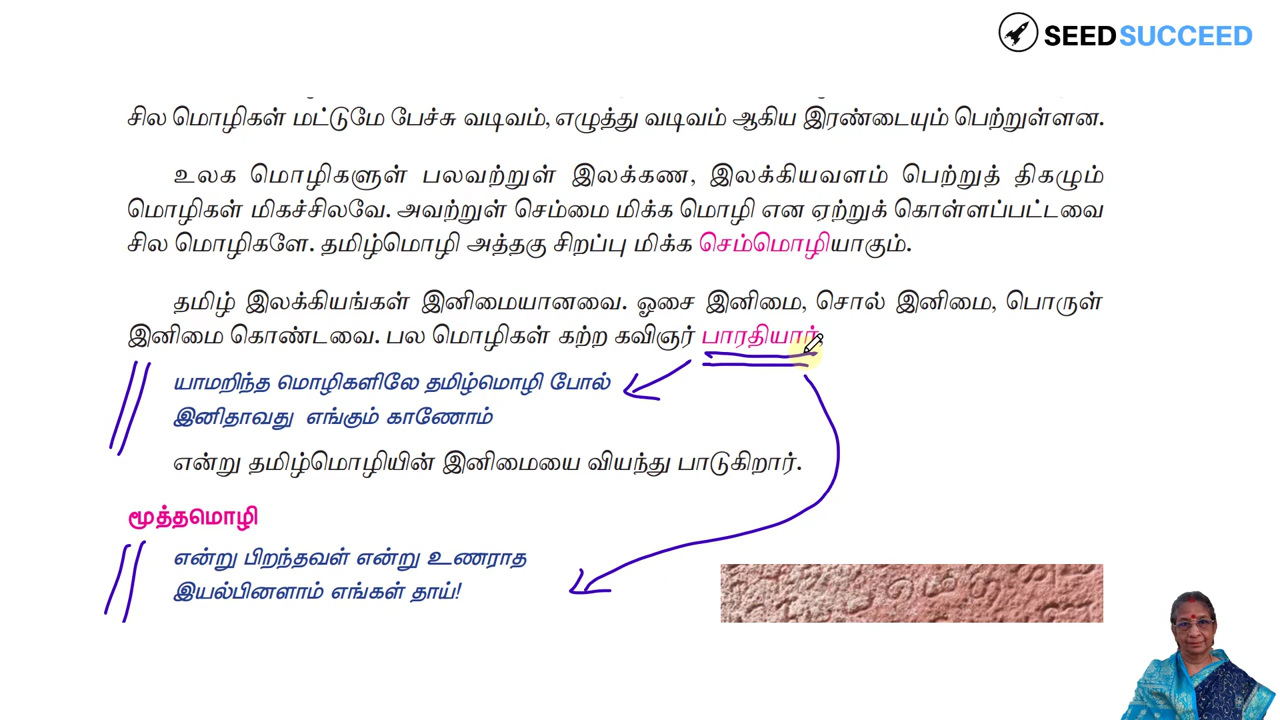 SEEDSUCCEED
சில மொழிகள் மட்டுமே பேச்சு வடிவம், எழுத்து வடிவம் ஆகிய இரண்டையும் பெற்றுள்ளன.
உலக மொழிகளுள் பலவற்றுள் இலக்கண, இலக்கியவளம் பெற்றுத் திகழும்
மொழிகள் மிகச்சிலவே. அவற்றுள் செம்மை மிக்க மொழி என ஏற்றுக் கொள்ளப்பட்டவை
சில மொழிகளே. தமிழ்மொழி அத்தகு சிறப்பு மிக்க செம்மொழியாகும்.
தமிழ் இலக்கியங்கள் இனிமையானவை. ஓசை இனிமை, சொல் இனிமை, பொருள்
இனிமை கொண்டவை. பல மொழிகள் கற்ற கவிஞர் பாரதியார்,
யாமறிந்த மொழிகளிலே தமிழ்மொழி போல்
இனிதாவது எங்கும் காணோம்
என்று தமிழ்மொழியின் இனிமையை வியந்து பாடுகிறார்.
மூத்தமொழி
என்று பிறந்தவள் என்று உணராத
இயல்பினளாம் எங்கள் தாய்!